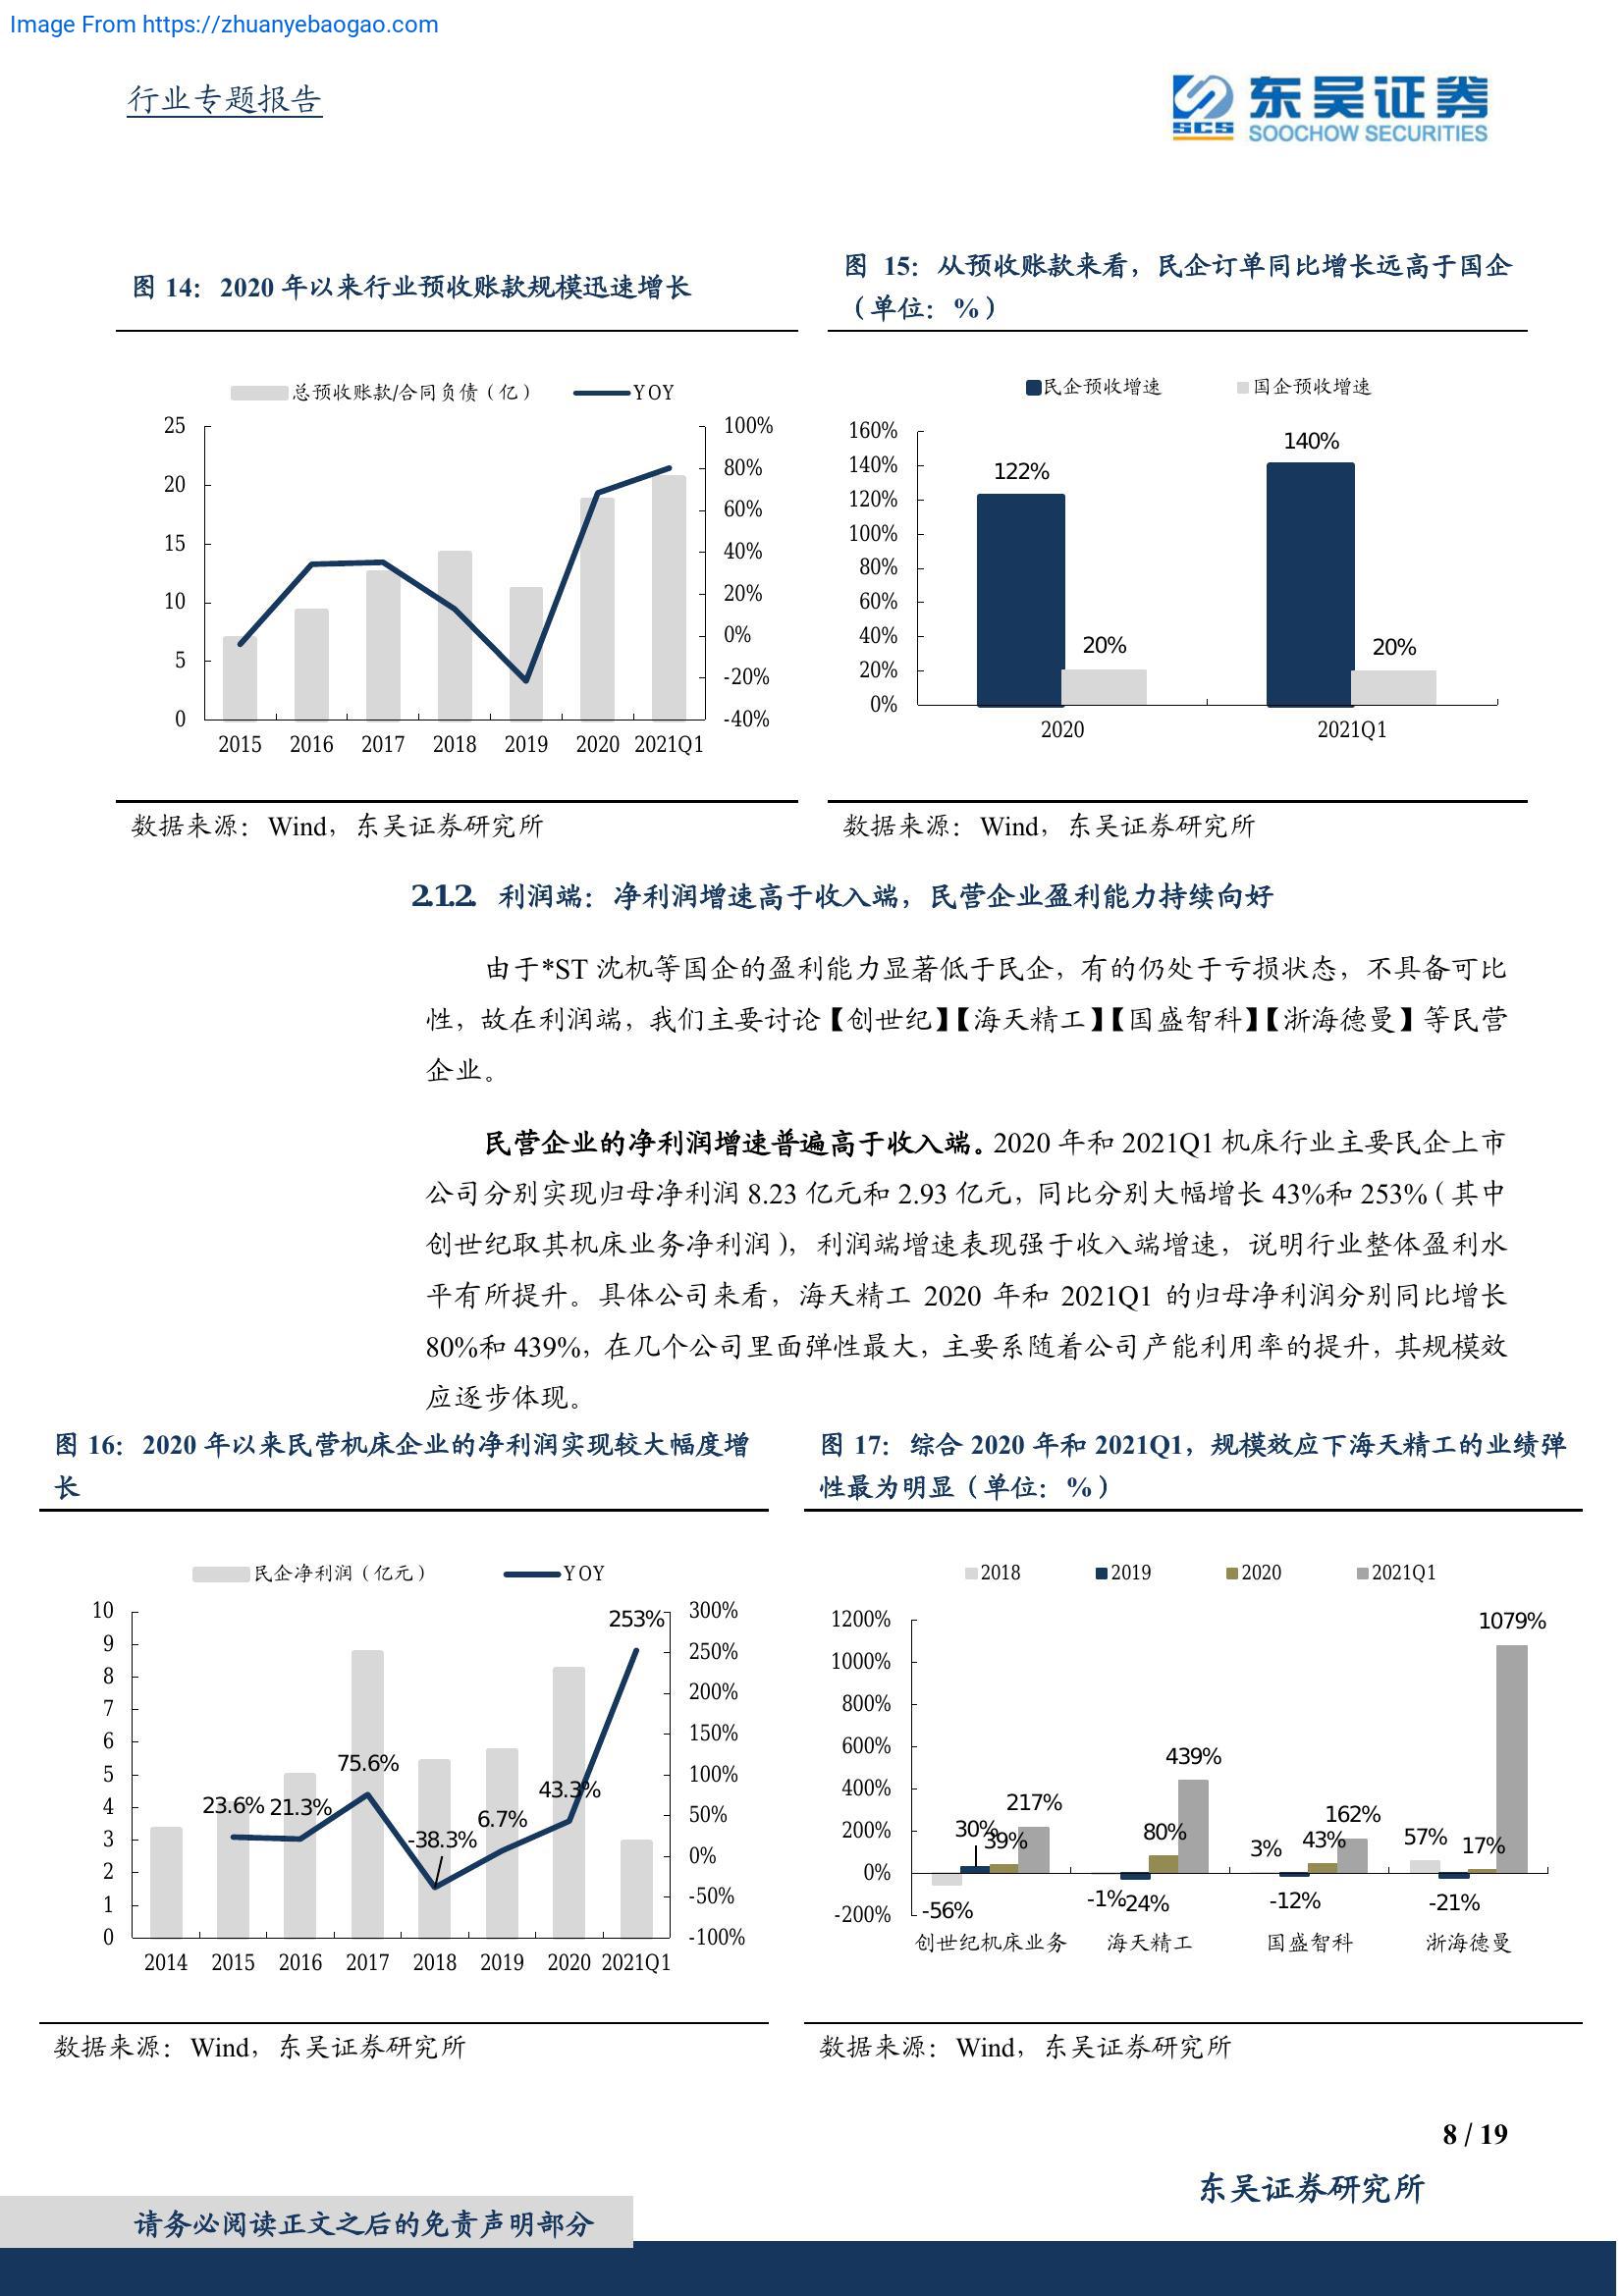 Image From https://zhuanyebaogao.com
行业专题报告
东吴证券
SCS
SOOCHOW SECURITIES
图 14：2020 年以来行业预收账款规模迅速增长
图 15：从预收账款来看，民企订单同比增长远高于国企
（单位：%）
总预收账款/合同负债（亿） YOY
25
20
15
10
5
0
100%
80%
60%
40%
20%
0%
-20%
-40%
2015 2016 2017 2018 2019 2020 2021Q1
民企预收增速 国企预收增速
160%
140%
120%
100%
80%
60%
40%
20%
0%
122%
20%
140%
20%
2020 2021Q1
数据来源：Wind，东吴证券研究所
数据来源：Wind，东吴证券研究所
2.1.2. 利润端：净利润增速高于收入端，民营企业盈利能力持续向好
由于*ST 沈机等国企的盈利能力显著低于民企，有的仍处于亏损状态，不具备可比
性，故在利润端，我们主要讨论【创世纪】【海天精工】【国盛智科】【浙海德曼】等民营
企业。
民营企业的净利润增速普遍高于收入端。2020 年和 2021Q1 机床行业主要民企上市
公司分别实现归母净利润 8.23 亿元和 2.93 亿元，同比分别大幅增长 43%和 253%（其中
创世纪取其机床业务净利润），利润端增速表现强于收入端增速，说明行业整体盈利水
平有所提升。具体公司来看，海天精工 2020 年和 2021Q1 的归母净利润分别同比增长
80%和 439%，在几个公司里面弹性最大，主要系随着公司产能利用率的提升，其规模效
应逐步体现。
图 16：2020 年以来民营机床企业的净利润实现较大幅度增
长
图 17：综合 2020 年和 2021Q1，规模效应下海天精工的业绩弹
性最为明显（单位：%）
民企净利润（亿元） YOY
10
9
8
7
6
5
4
3
2
1
0
300%
250%
200%
150%
100%
50%
0%
-50%
-100%
23.6%
21.3%
75.6%
-38.3%
6.7%
43.3%
253%
2014 2015 2016 2017 2018 2019 2020 2021Q1
2018 2019 2020 2021Q1
1200%
1000%
800%
600%
400%
200%
0%
-200%
-56%
30%
39%
217%
-1%
-24%
80%
439%
3%
-12%
43%
162%
57%
-21%
17%
1079%
创世纪机床业务 海天精工 国盛智科 浙海德曼
数据来源：Wind，东吴证券研究所
数据来源：Wind，东吴证券研究所
8 / 19
东吴证券研究所
请务必阅读正文之后的免责声明部分